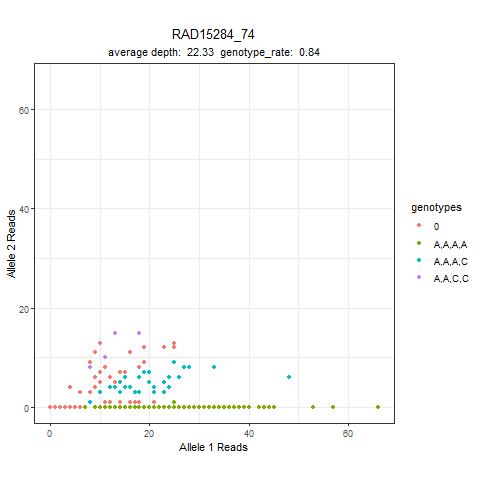 RAD15284_74
average depth:  22.33  genotype_rate:  0.84
60
40
20
0
Allele 2 Reads
0 20 40 60
Allele 1 Reads
genotypes
0
A,A,A,A
A,A,A,C
A,A,C,C